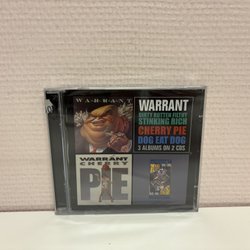 WARRANT
WARRANT
DIRTY ROTTEN FILTHY
STINKING RICH
CHERRY PIE
DOG EAT DOG
3 ALBUMS ON 2 CDS
WARRANT
CHERRY
PIE